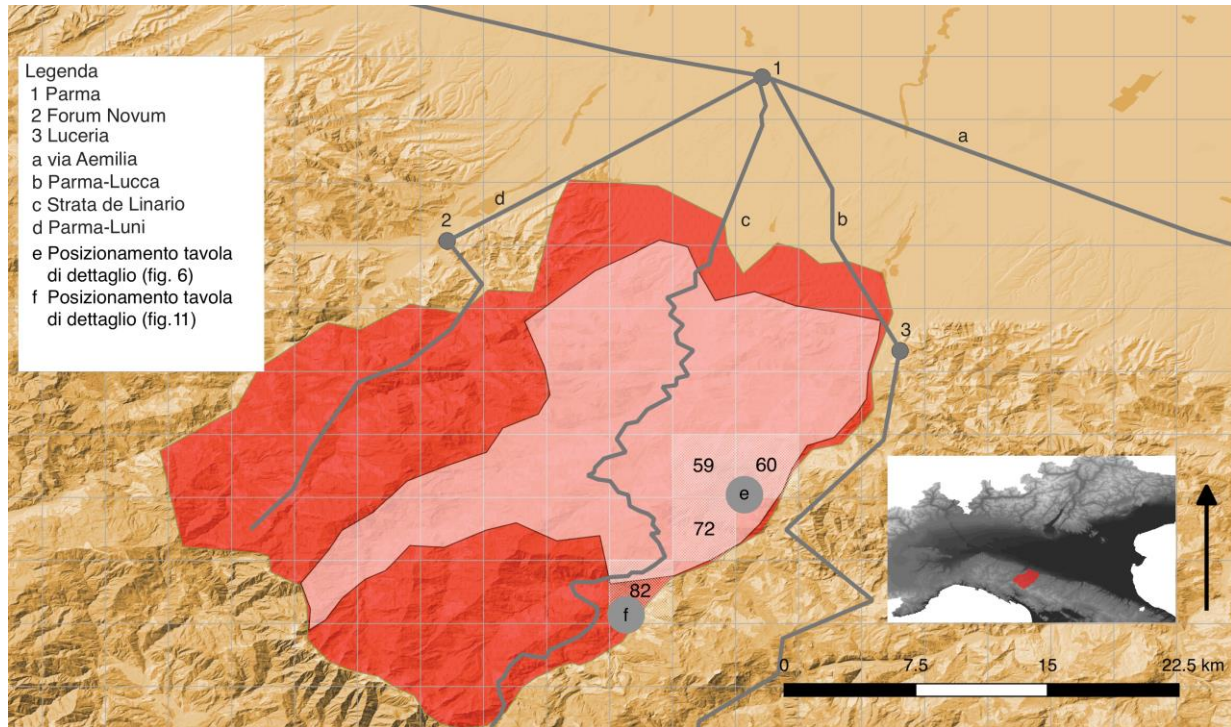 Legenda
1 Parma
2 Forum Novum
3 Luceria
a via Aemilia
b Parma-Lucca
c Strata de Linario
d Parma-Luni
e Posizionamento tavola
di dettaglio (fig. 6)
f Posizionamento tavola
di dettaglio (fig.11)
1
a
d
2
c
b
3
59
60
e
72
82
f
0
7.5
15
22.5 km